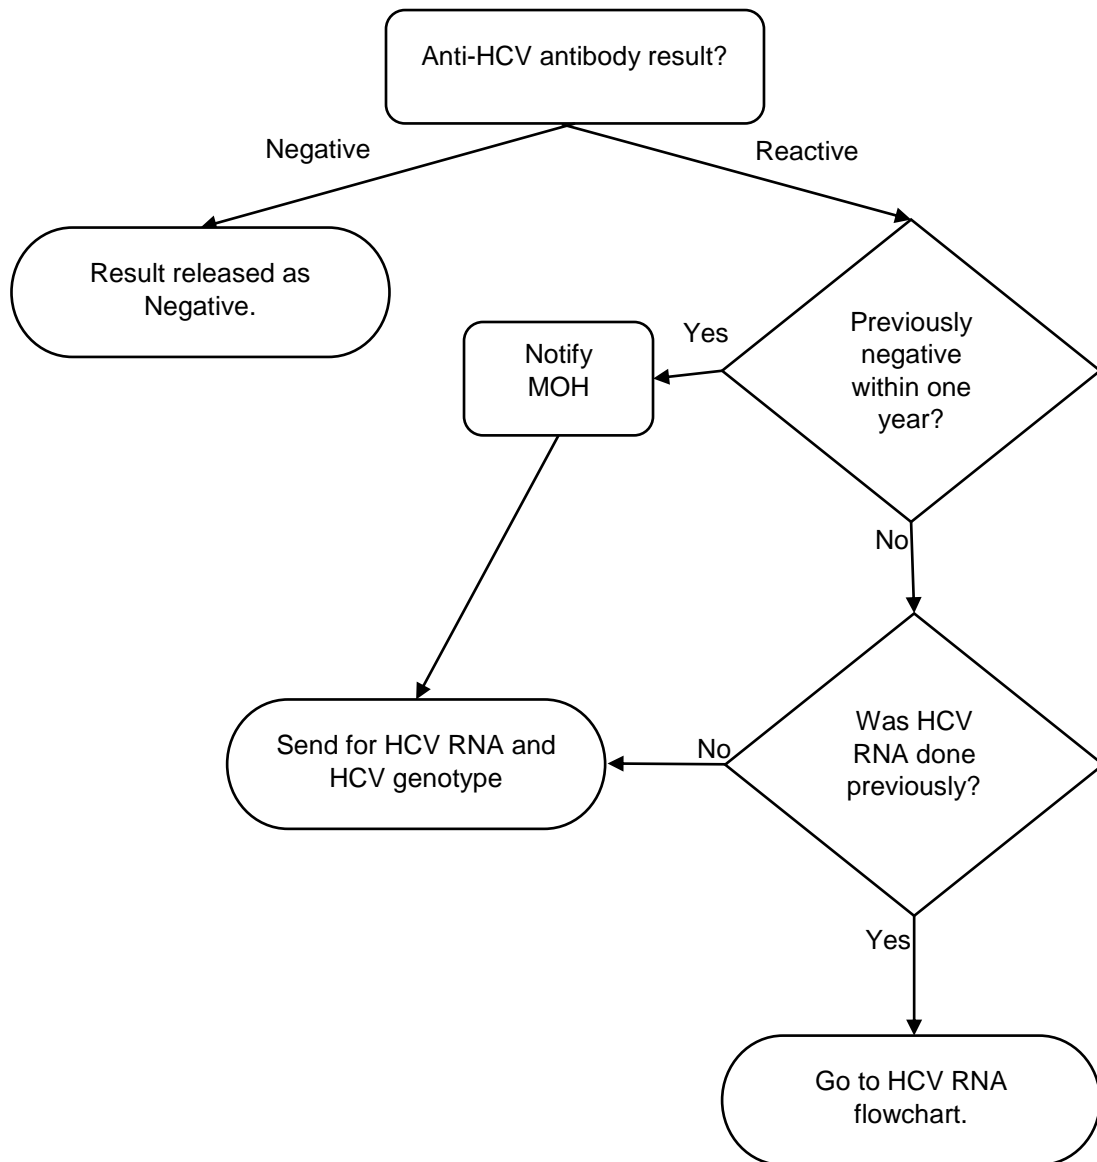 Anti-HCV antibody result?
Negative
Reactive
Result released as
Negative.
Yes
Notify
MOH
Previously
negative
within one
year?
No
Send for HCV RNA and
HCV genotype
No
Was HCV
RNA done
previously?
Yes
Go to HCV RNA
flowchart.